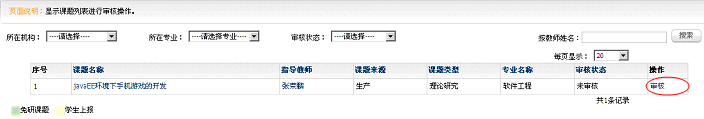 页面说明：显示课题列表进行审核操作。
所在机构： ----请选择---- 所在专业： ----请选择专业---- 审核状态： ----请选择---- 按教师姓名： 搜索
每页显示： 20
序号 课题名称 指导教师 课题来源 课题类型 专业名称 审核状态 操作
1 javaEE环境下手机游戏的开发 张崇鹏 生产 理论研究 软件工程 未审核 审核
共1条记录
免研课题 学生上报